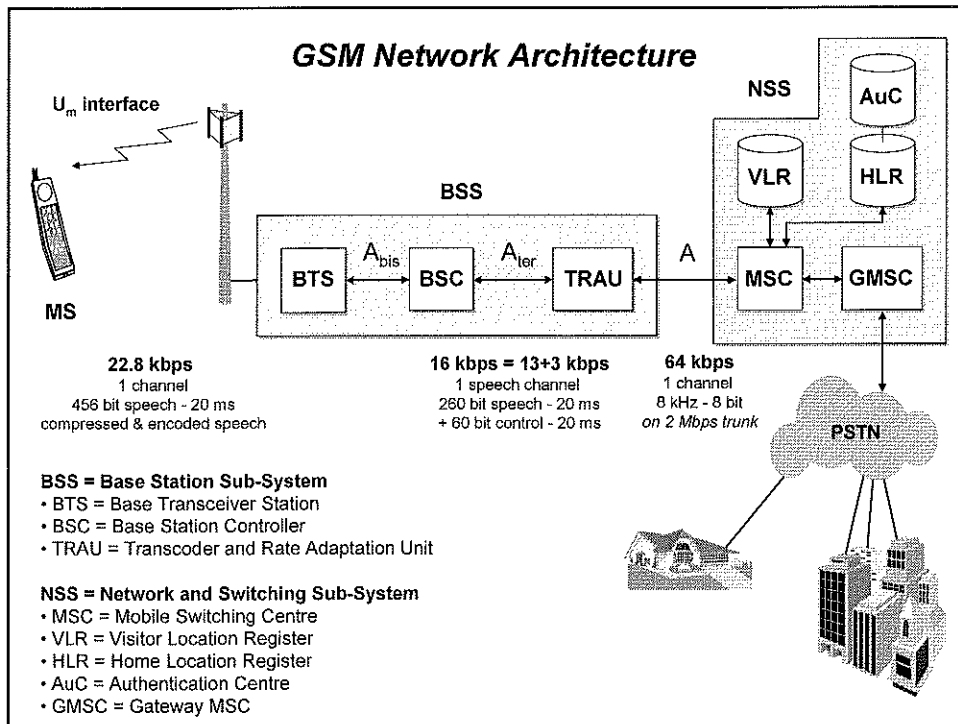 GSM Network Architecture
NSS
AuC
VLR
HLR
Um interface
MS
BSS
BTS
Abis
BSC
Ater
TRAU
A
MSC
GMSC
22.8 kbps
1 channel
456 bit speech - 20 ms
compressed & encoded speech
16 kbps = 13+3 kbps
1 speech channel
260 bit speech - 20 ms
+ 60 bit control - 20 ms
64 kbps
1 channel
8 kHz - 8 bit
on 2 Mbps trunk
PSTN
BSS = Base Station Sub-System
• BTS = Base Transceiver Station
• BSC = Base Station Controller
• TRAU = Transcoder and Rate Adaptation Unit
NSS = Network and Switching Sub-System
• MSC = Mobile Switching Centre
• VLR = Visitor Location Register
• HLR = Home Location Register
• AuC = Authentication Centre
• GMSC = Gateway MSC